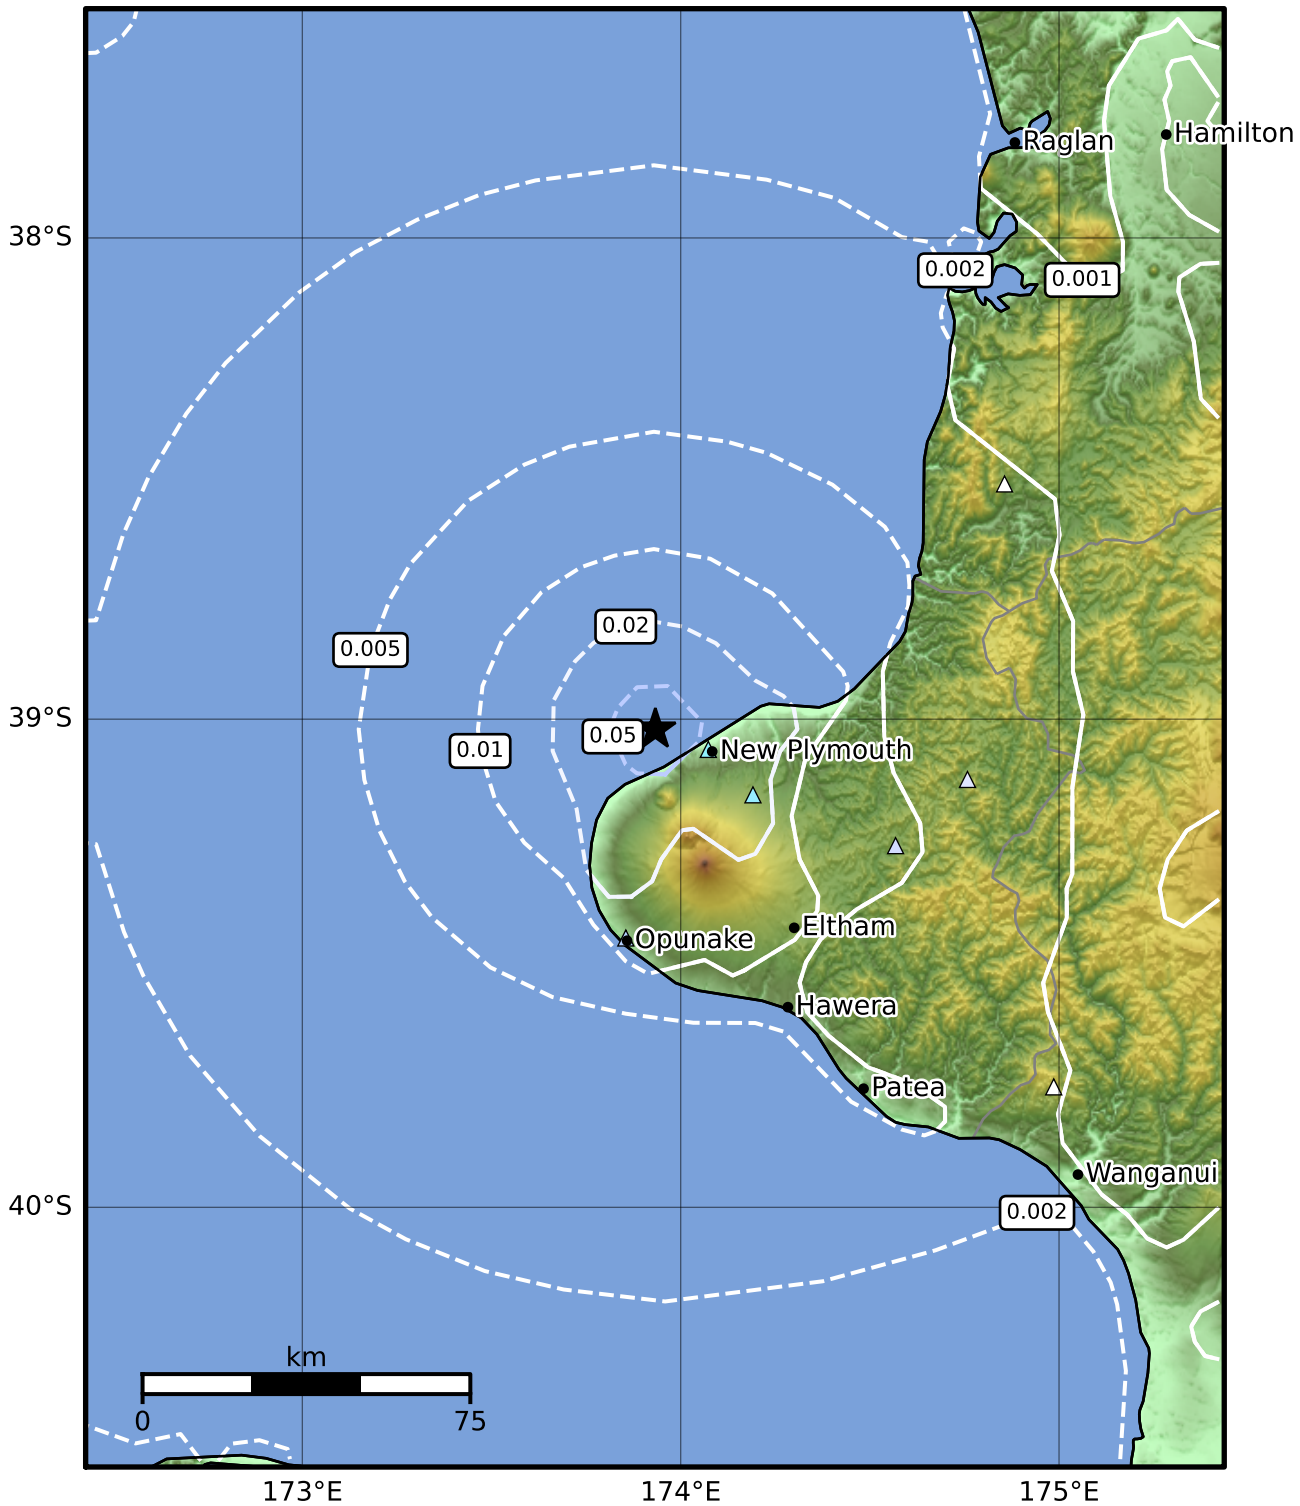 Raglan
Hamilton
38°S
0.002
0.001
0.02
0.005
39°S
0.05
0.01
New Plymouth
Eltham
Opunake
Hawera
Patea
Wanganui
40°S
0.002
km
0 75
173°E 174°E 175°E